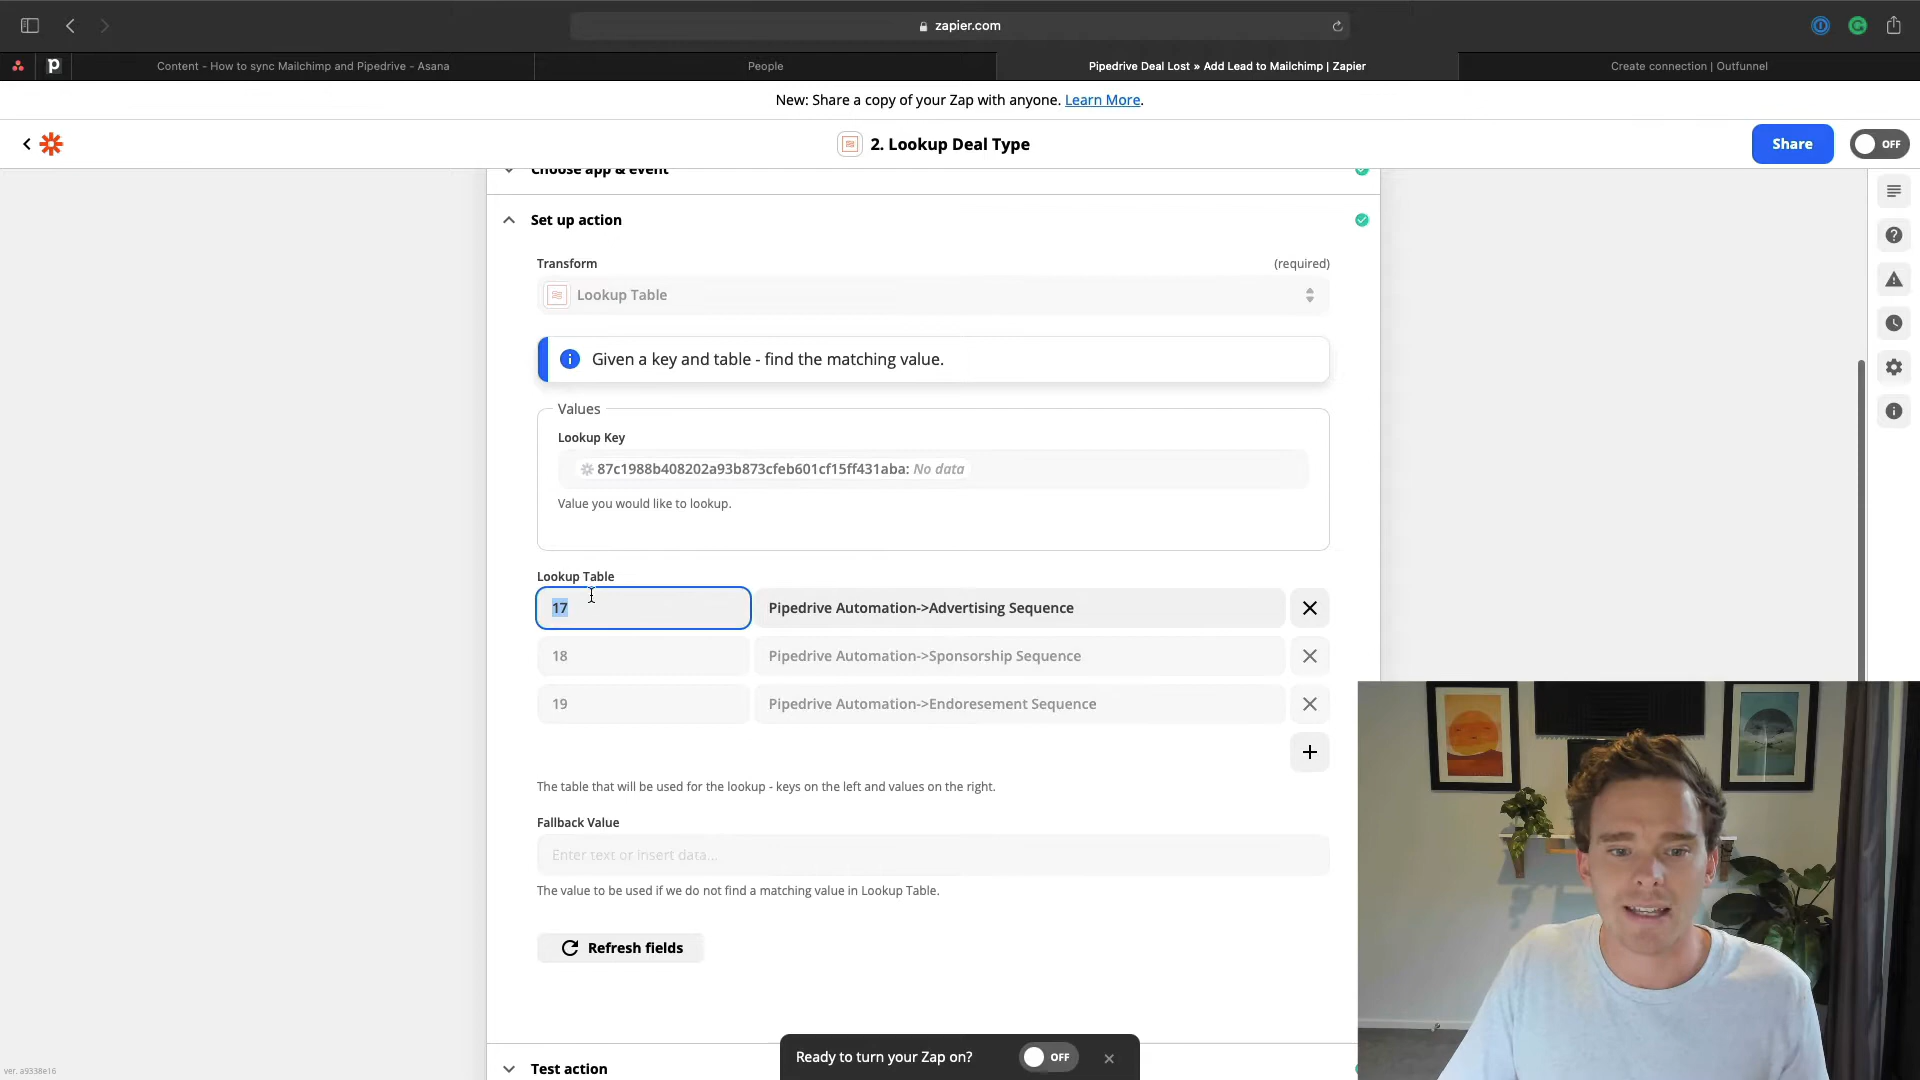 zapier.com
Content - How to sync Mailchimp and Pipedrive - Asana
People
Pipedrive Deal Lost » Add Lead to Mailchimp | Zapier
Create connection | Outfunnel
New: Share a copy of your Zap with anyone. Learn More.
2. Lookup Deal Type
Share
OFF
Choose app & event
Set up action
Transform
(required)
Lookup Table
Given a key and table - find the matching value.
Values
Lookup Key
87c1988b408202a93b873cfeb601cf15ff431aba: No data
Value you would like to lookup.
Lookup Table
17
Pipedrive Automation->Advertising Sequence
18
Pipedrive Automation->Sponsorship Sequence
19
Pipedrive Automation->Endoresement Sequence
The table that will be used for the lookup - keys on the left and values on the right.
Fallback Value
Enter text or insert data...
The value to be used if we do not find a matching value in Lookup Table.
Refresh fields
Ready to turn your Zap on?
OFF
Test action
ver. a9338e16